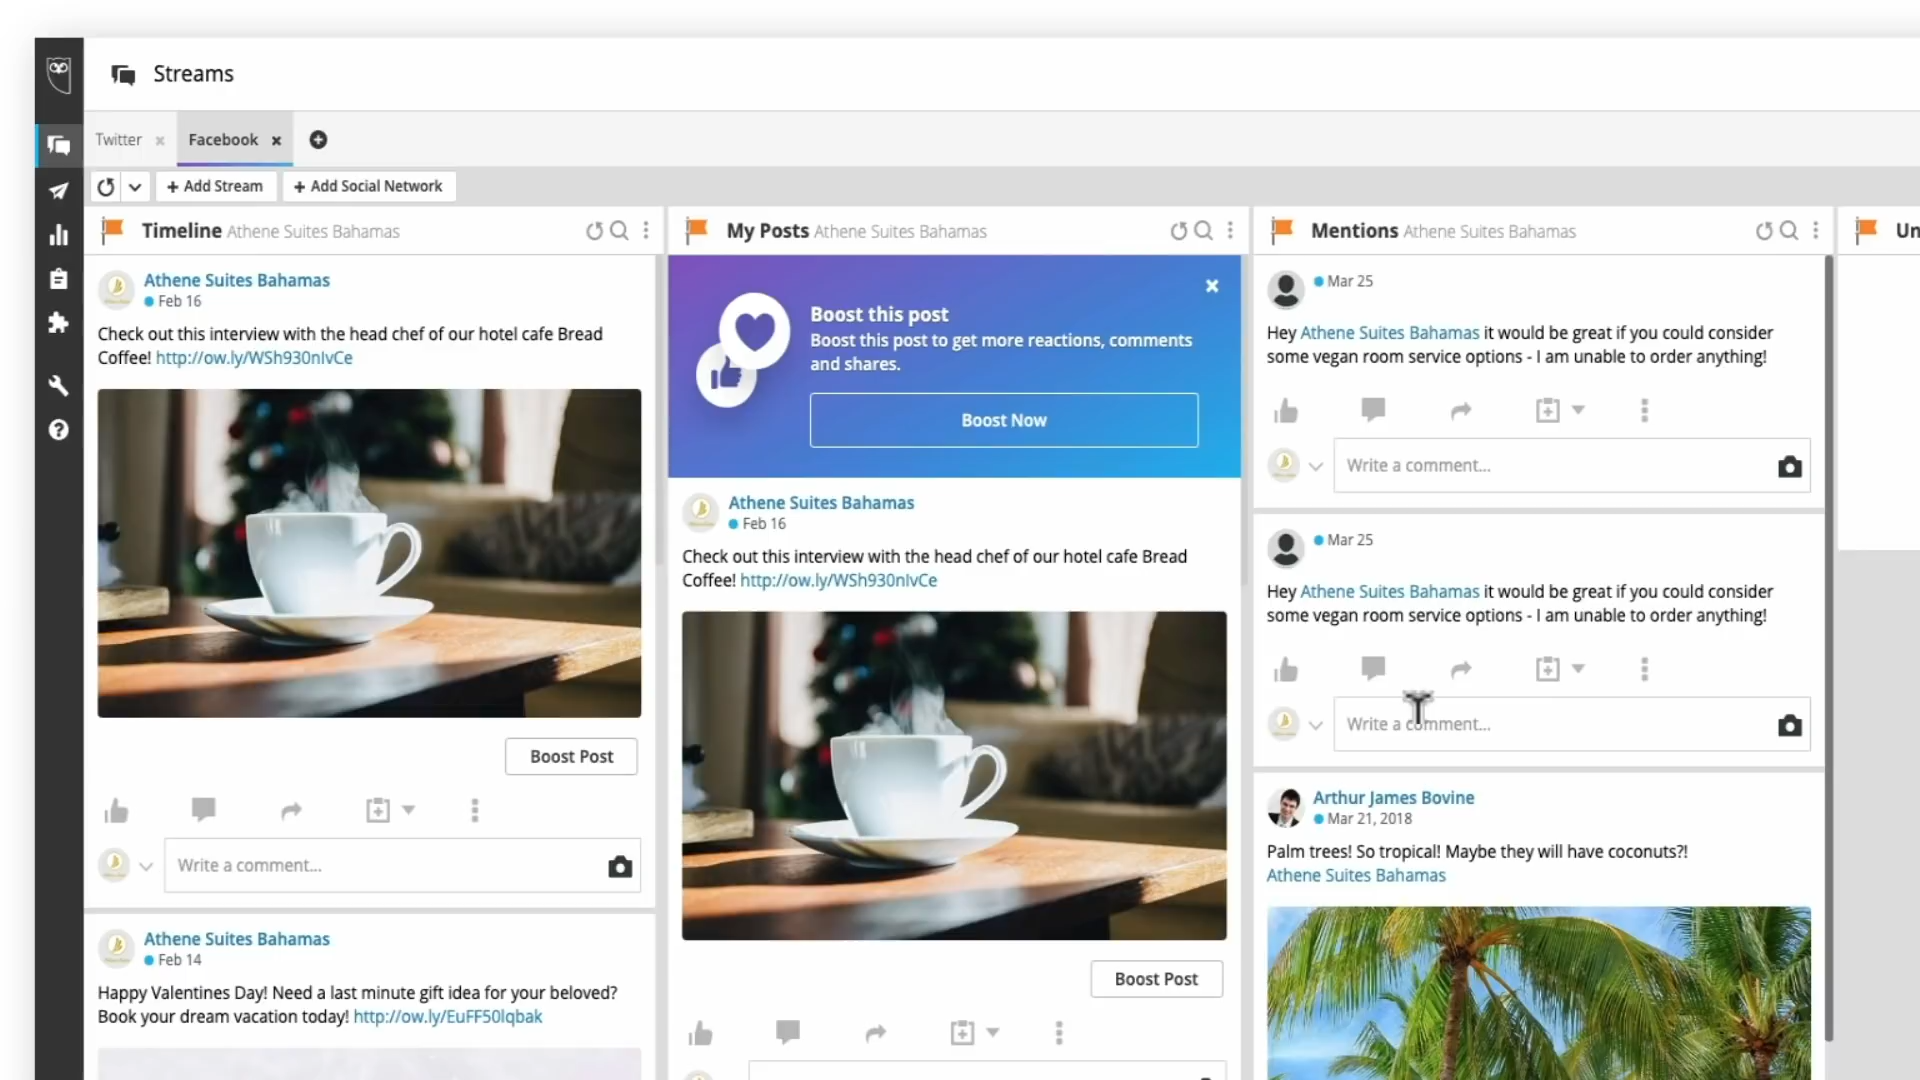 Streams
Twitter
Facebook
+ Add Stream
+ Add Social Network
Timeline Athene Suites Bahamas
Athene Suites Bahamas
Feb 16
Check out this interview with the head chef of our hotel cafe Bread
Coffee! http://ow.ly/WSh930nIvCe
Boost Post
Write a comment...
Athene Suites Bahamas
Feb 14
Happy Valentines Day! Need a last minute gift idea for your beloved?
Book your dream vacation today! http://ow.ly/EuFF50lqbak
My Posts Athene Suites Bahamas
Boost this post
Boost this post to get more reactions, comments
and shares.
Boost Now
Athene Suites Bahamas
Feb 16
Check out this interview with the head chef of our hotel cafe Bread
Coffee! http://ow.ly/WSh930nIvCe
Boost Post
Mentions Athene Suites Bahamas
Mar 25
Hey Athene Suites Bahamas it would be great if you could consider
some vegan room service options - I am unable to order anything!
Write a comment...
Mar 25
Hey Athene Suites Bahamas it would be great if you could consider
some vegan room service options - I am unable to order anything!
Write a comment...
Arthur James Bovine
Mar 21, 2018
Palm trees! So tropical! Maybe they will have coconuts?!
Athene Suites Bahamas
Un